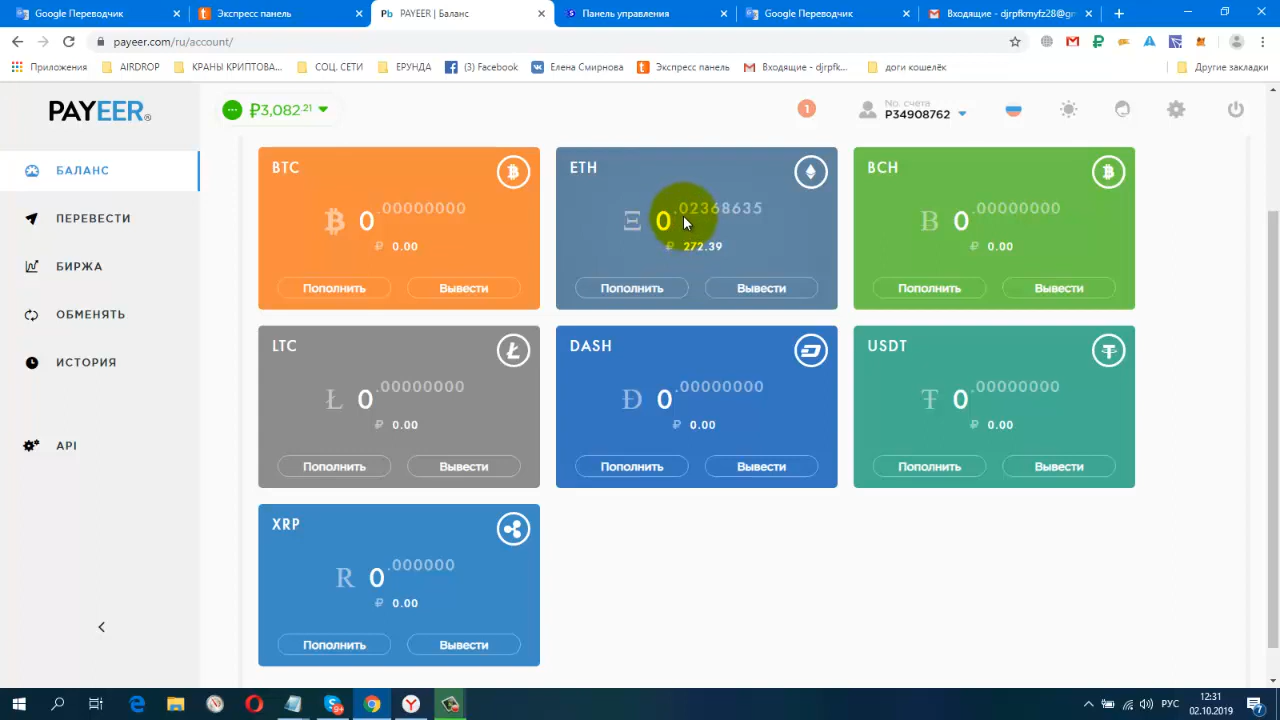 Google Переводчик
Экспресс панель
PAYEER | Баланс
Панель управления
Google Переводчик
Входящие - djrpfkmyfz28@gm
payeer.com/ru/account/
Приложения
AIRDROP
КРАНЫ КРИПТОВА...
СОЦ. СЕТИ
ЕРУНДА
(3) Facebook
Елена Смирнова
Экспресс панель
Входящие - djrpfk...
доги кошелёк
Другие закладки
PAYEER®
₽3,082.21
1
No. счета
P34908762
БАЛАНС
ПЕРЕВЕСТИ
БИРЖА
ОБМЕНЯТЬ
ИСТОРИЯ
API
BTC
0.00000000
₽ 0.00
Пополнить
Вывести
ETH
Ξ 0.02368635
₽ 272.39
Пополнить
Вывести
BCH
B 0.00000000
₽ 0.00
Пополнить
Вывести
LTC
Ł 0.00000000
₽ 0.00
Пополнить
Вывести
DASH
Đ 0.00000000
₽ 0.00
Пополнить
Вывести
USDT
Ŧ 0.00000000
₽ 0.00
Пополнить
Вывести
XRP
R 0.000000
₽ 0.00
Пополнить
Вывести
РУС
12:31
02.10.2019